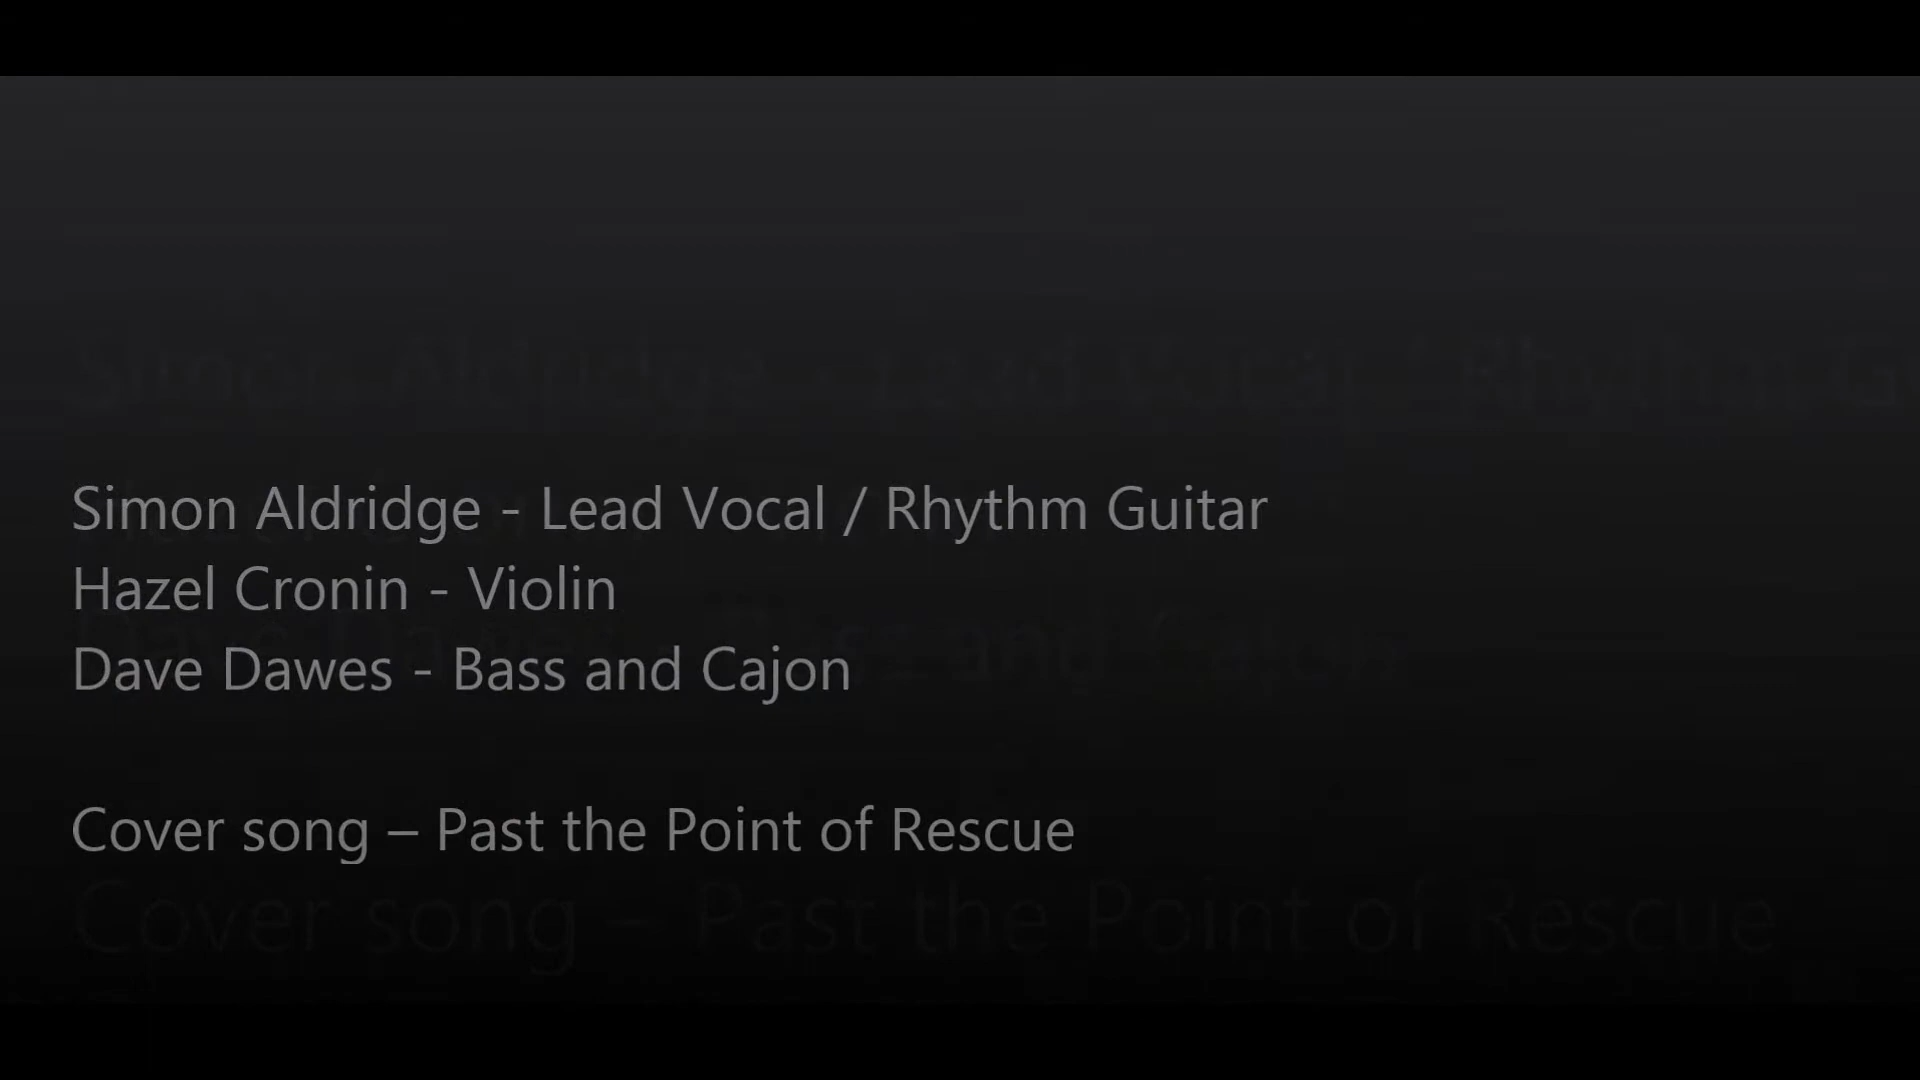 Simon Aldridge - Lead Vocal / Rhythm Guitar
Hazel Cronin - Violin
Dave Dawes - Bass and Cajon
Cover song – Past the Point of Rescue